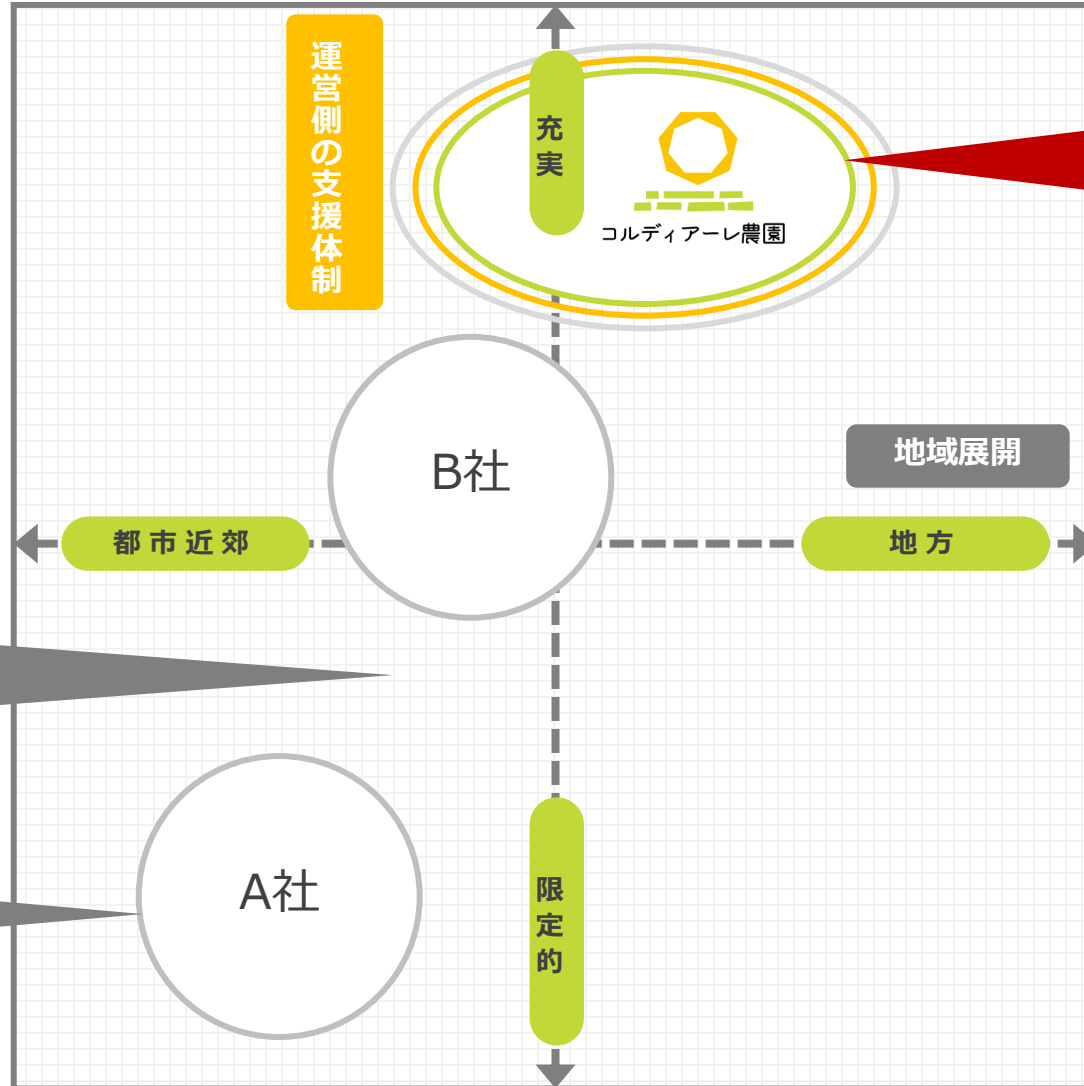 運営側の支援体制
充実
コルディアーレ農園
B社
地域展開
都市近郊
地方
A社
限定的